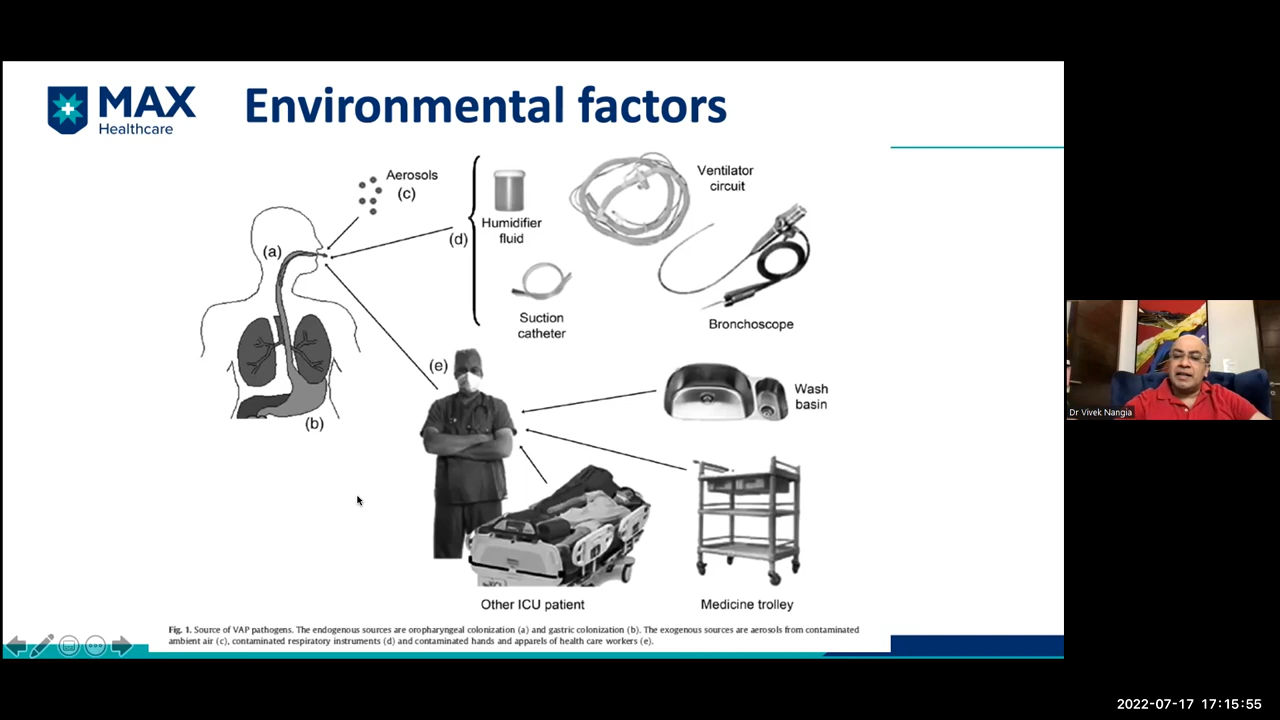 MAX
Healthcare
Environmental factors
Aerosols
(c)
Ventilator
circuit
Humidifier
fluid
(d)
(a)
Suction
catheter
Bronchoscope
(e)
Wash
basin
(b)
Other ICU patient
Medicine trolley
Fig. 1. Source of VAP pathogens. The endogenous sources are oropharyngeal colonization (a) and gastric colonization (b). The exogenous sources are aerosols from contaminated
ambient air (c), contaminated respiratory instruments (d) and contaminated hands and apparels of health care workers (e).
Dr Vivek Nangia
2022-07-17 17:15:55